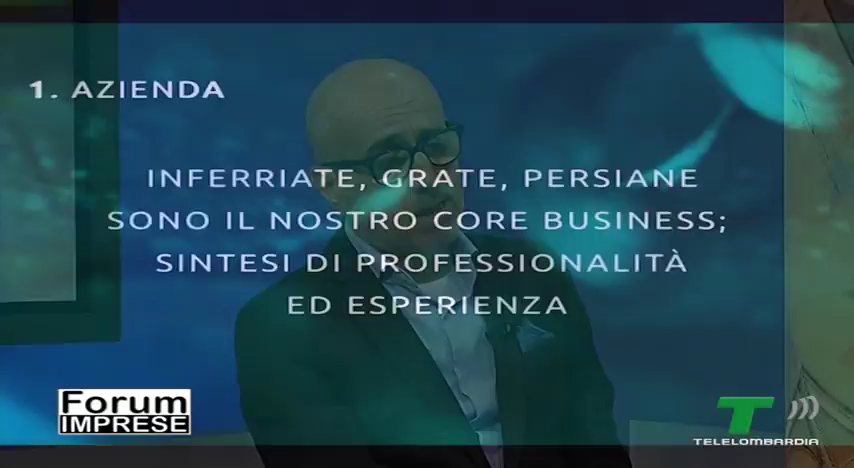 1. AZIENDA
INFERRIATE, GRATE, PERSIANE
SONO IL NOSTRO CORE BUSINESS;
SINTESI DI PROFESSIONALITÀ
ED ESPERIENZA
Forum
IMPRESE
TELELOMBARDIA